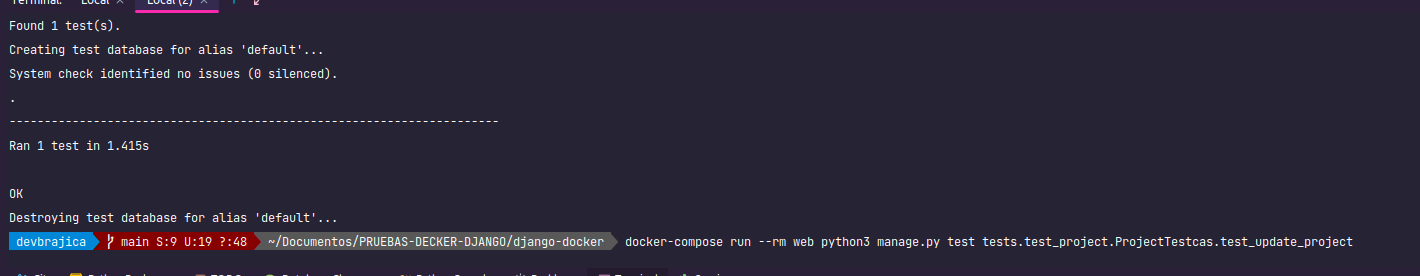 Terminal: Local × Local (2) × +
Found 1 test(s).
Creating test database for alias 'default'...
System check identified no issues (0 silenced).
.
----------------------------------------------------------------------
Ran 1 test in 1.415s
OK
Destroying test database for alias 'default'...
devbrajica main S:9 U:19 ?:48 ~/Documentos/PRUEBAS-DECKER-DJANGO/django-docker docker-compose run --rm web python3 manage.py test tests.test_project.ProjectTestcas.test_update_project